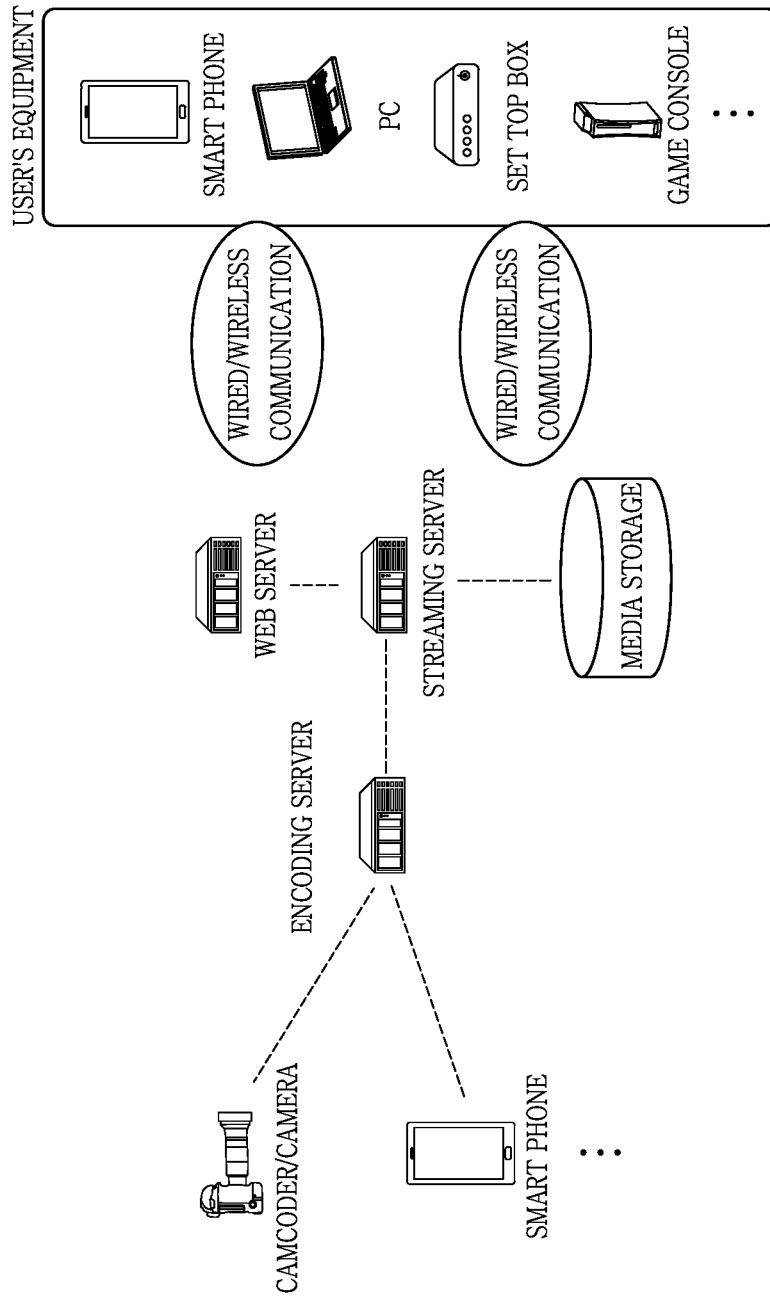 CAMCODER/CAMERA
SMART PHONE
ENCODING SERVER
WEB SERVER
STREAMING SERVER
MEDIA STORAGE
WIRED/WIRELESS
COMMUNICATION
WIRED/WIRELESS
COMMUNICATION
USER'S EQUIPMENT
SMART PHONE
PC
SET TOP BOX
GAME CONSOLE